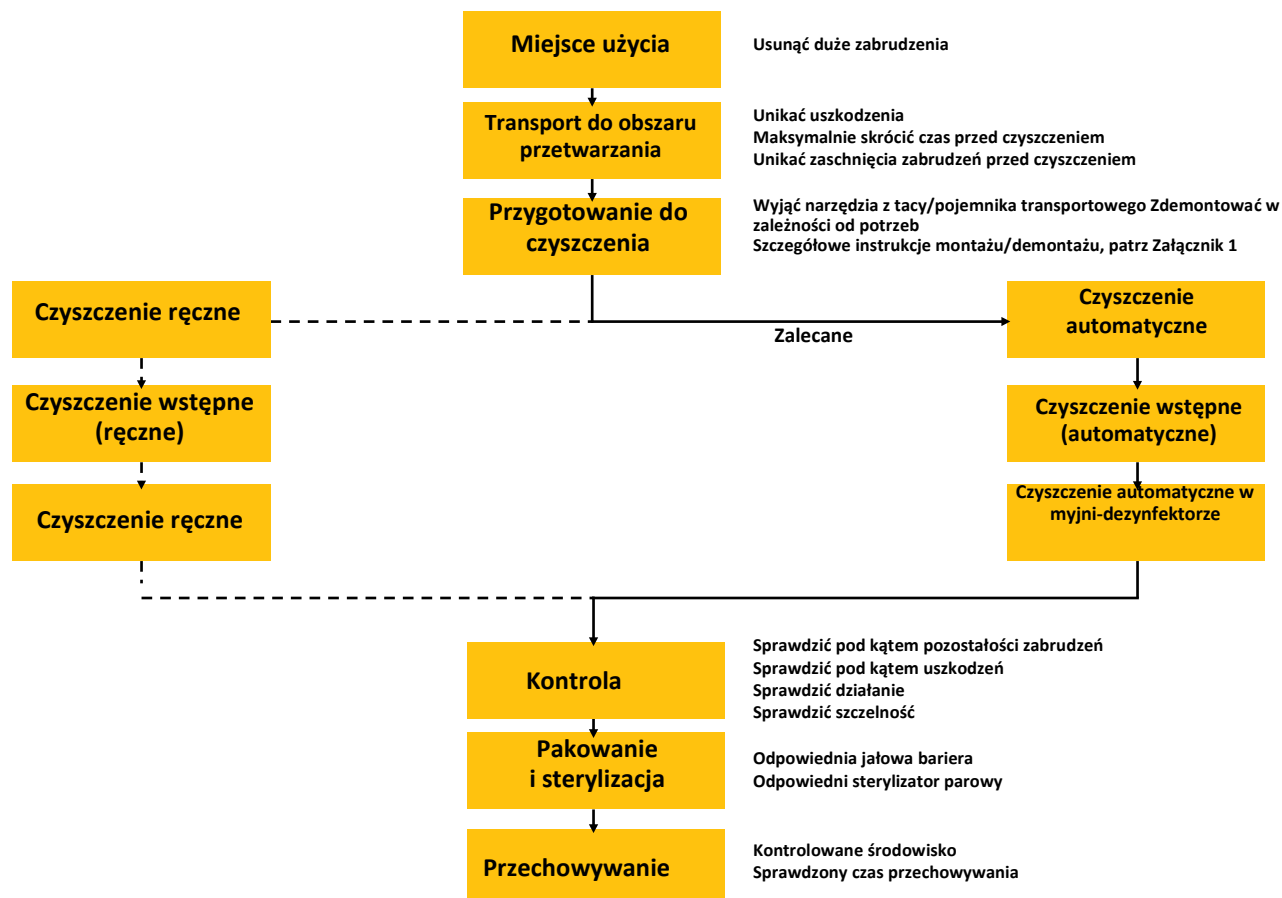 Miejsce użycia
Usunąć duże zabrudzenia
Transport do obszaru
przetwarzania
Unikać uszkodzenia
Maksymalnie skrócić czas przed czyszczeniem
Unikać zaschnięcia zabrudzeń przed czyszczeniem
Przygotowanie do
czyszczenia
Wyjąć narzędzia z tacy/pojemnika transportowego Zdemontować w
zależności od potrzeb
Szczegółowe instrukcje montażu/demontażu, patrz Załącznik 1
Czyszczenie ręczne
Zalecane
Czyszczenie
automatyczne
Czyszczenie wstępne
(ręczne)
Czyszczenie wstępne
(automatyczne)
Czyszczenie ręczne
Czyszczenie automatyczne w
myjni-dezynfektorze
Kontrola
Sprawdzić pod kątem pozostałości zabrudzeń
Sprawdzić pod kątem uszkodzeń
Sprawdzić działanie
Sprawdzić szczelność
Pakowanie
i sterylizacja
Odpowiednia jałowa bariera
Odpowiedni sterylizator parowy
Przechowywanie
Kontrolowane środowisko
Sprawdzony czas przechowywania